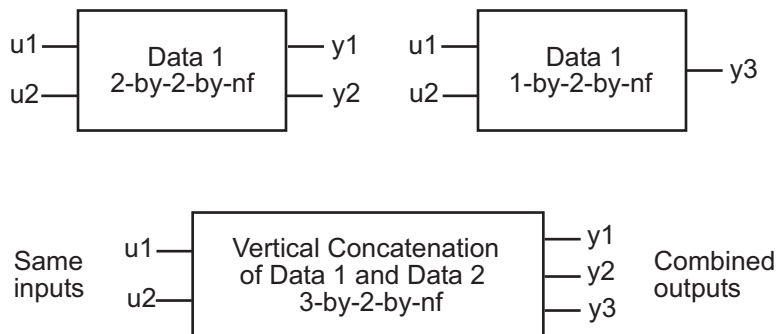 u1
u2
Data 1
2-by-2-by-nf
y1
y2
u1
u2
Data 1
1-by-2-by-nf
y3
Same
inputs
u1
u2
Vertical Concatenation
of Data 1 and Data 2
3-by-2-by-nf
y1
y2
y3
Combined
outputs